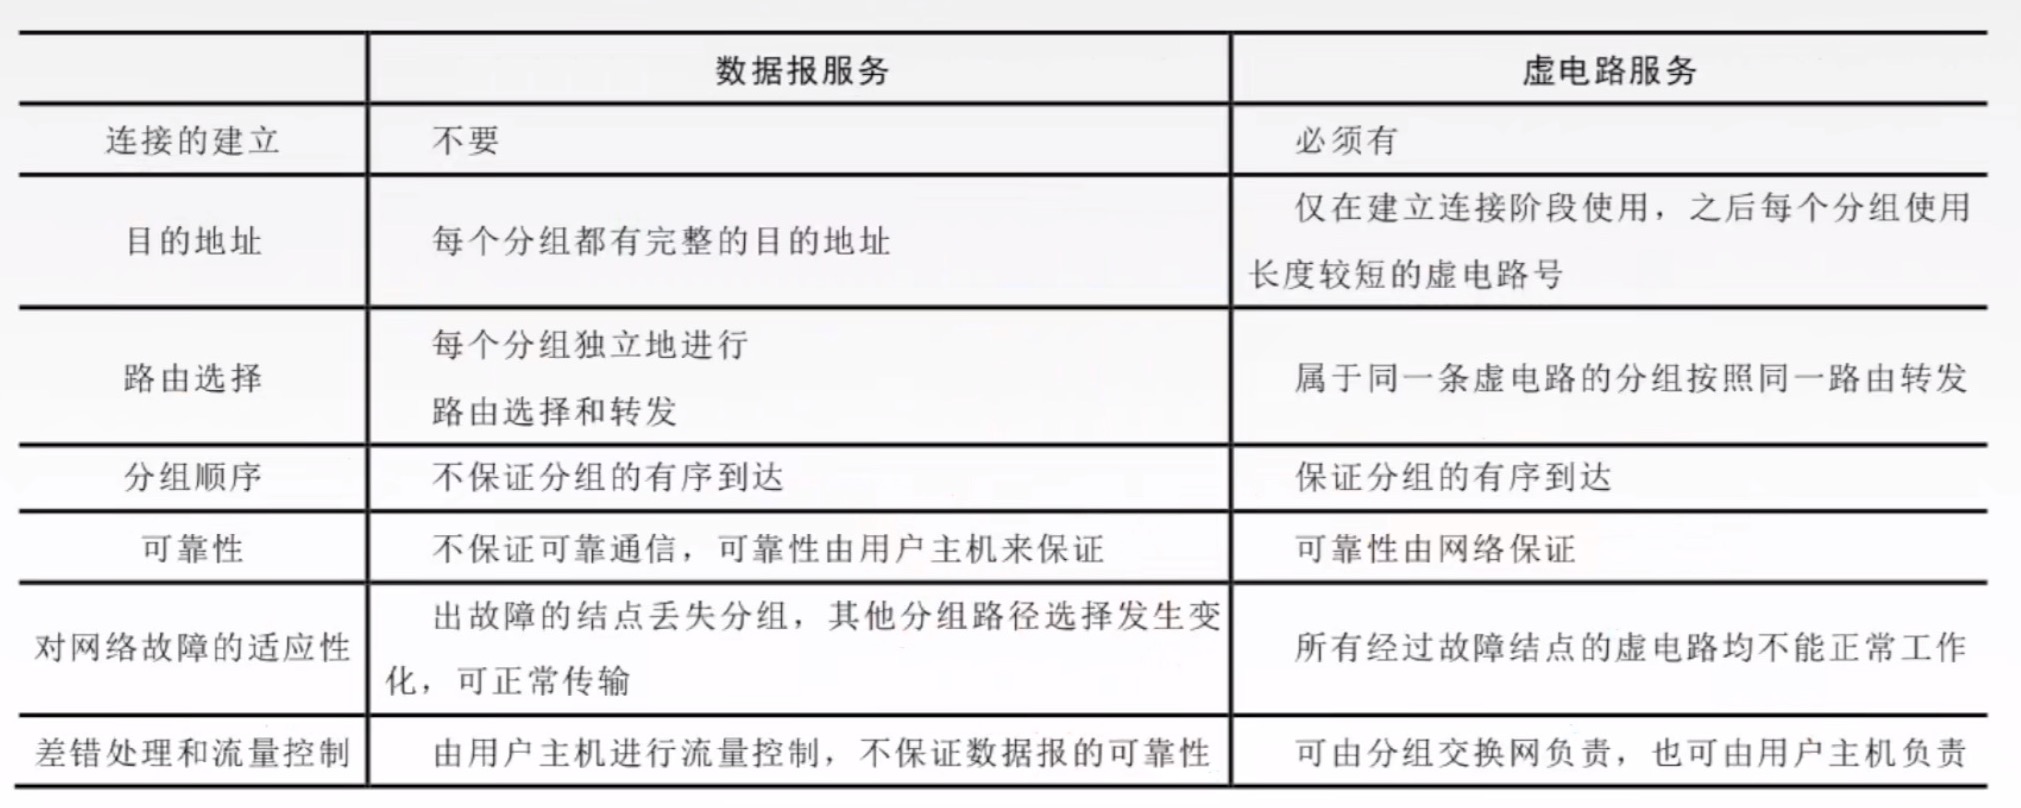 数据报服务
虚电路服务
连接的建立
不要
必须有
目的地址
每个分组都有完整的目的地址
仅在建立连接阶段使用，之后每个分组使用
长度较短的虚电路号
路由选择
每个分组独立地进行
路由选择和转发
属于同一条虚电路的分组按照同一路由转发
分组顺序
不保证分组的有序到达
保证分组的有序到达
可靠性
不保证可靠通信，可靠性由用户主机来保证
可靠性由网络保证
对网络故障的适应性
出故障的结点丢失分组，其他分组路径选择发生变
化，可正常传输
所有经过故障结点的虚电路均不能正常工作
差错处理和流量控制
由用户主机进行流量控制，不保证数据报的可靠性
可由分组交换网负责，也可由用户主机负责